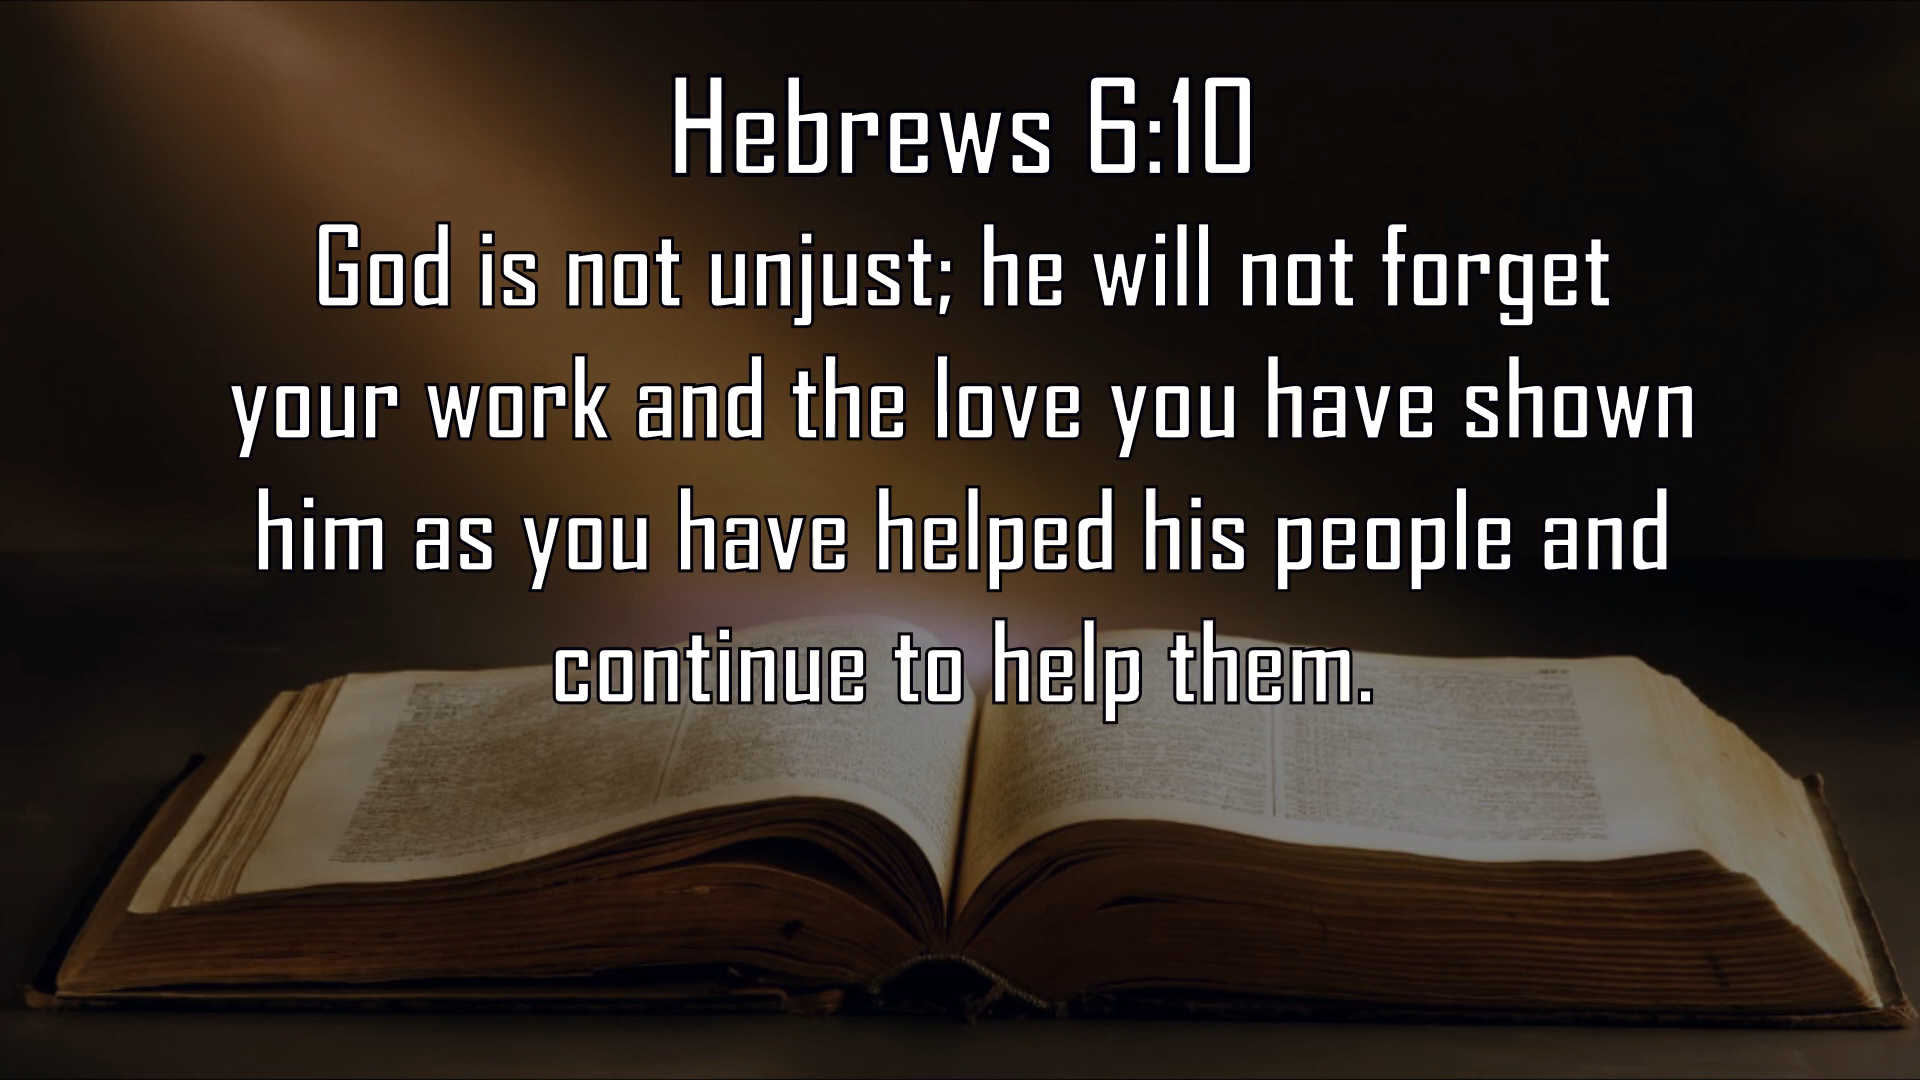 Hebrews 6:10
God is not unjust; he will not forget
your work and the love you have shown
him as you have helped his people and
continue to help them.